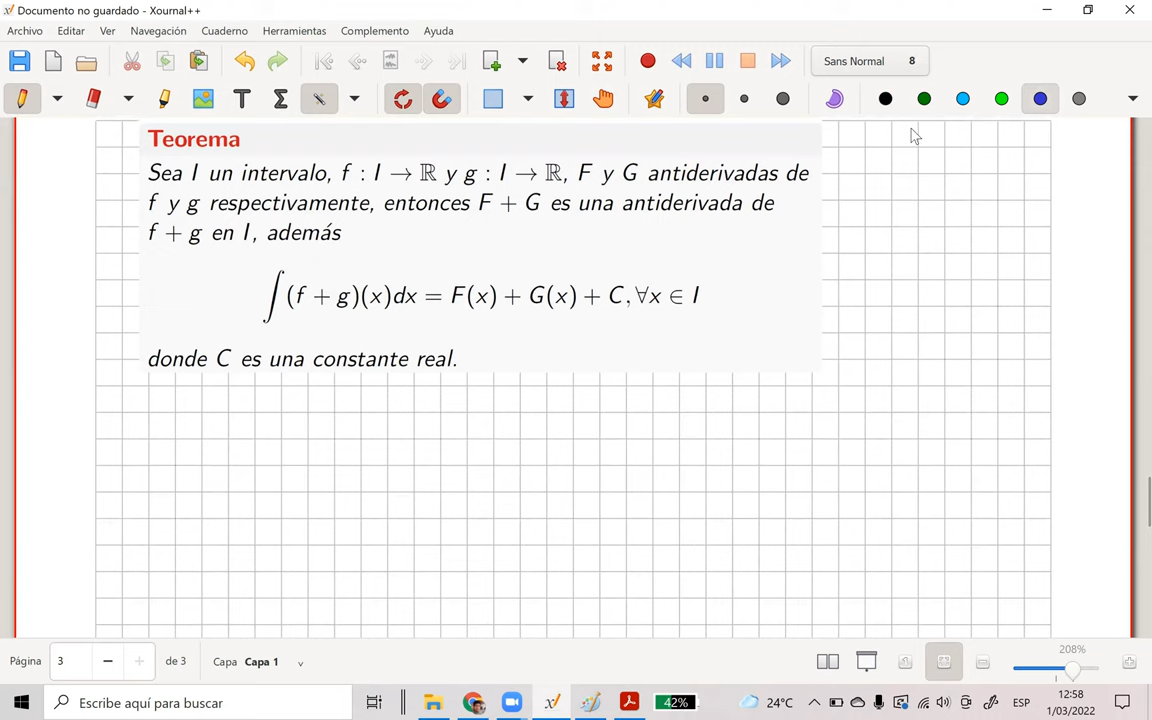 Documento no guardado - Xournal++
Archivo Editar Ver Navegación Cuaderno Herramientas Complemento Ayuda
Sans Normal 8
Teorema
Sea I un intervalo, f : I → ℝ y g : I → ℝ, F y G antiderivadas de
f y g respectivamente, entonces F + G es una antiderivada de
f + g en I, además
∫(f + g)(x)dx = F(x) + G(x) + C, ∀x ∈ I
donde C es una constante real.
208%
Página 3 de 3 Capa Capa 1
Escribe aquí para buscar 42% 24°C ESP 12:58
1/03/2022